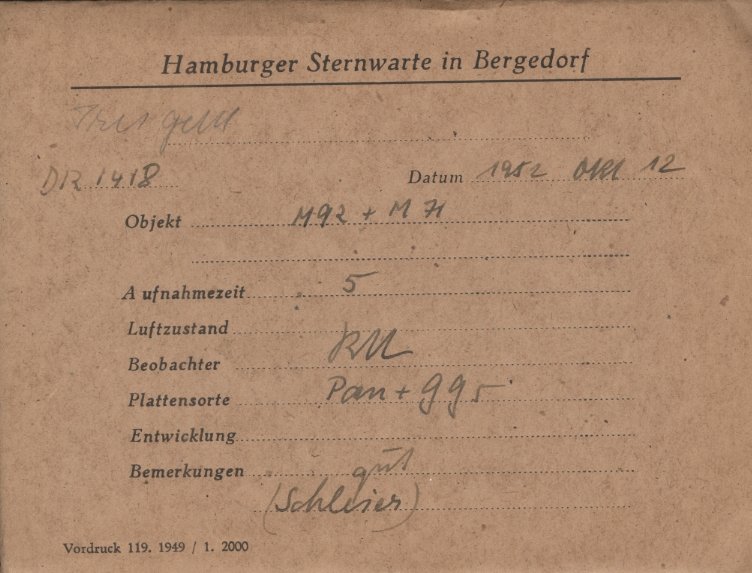 Hamburger Sternwarte in Bergedorf
DR 1418 Datum 1952 Okt 12
Objekt M92 + M
Aufnahmezeit 5
Luftzustand
Beobachter
Plattensorte Pan + gg5
Entwicklung
Bemerkungen gut
(Schleier)
Vordruck 119. 1949 / 1. 2000